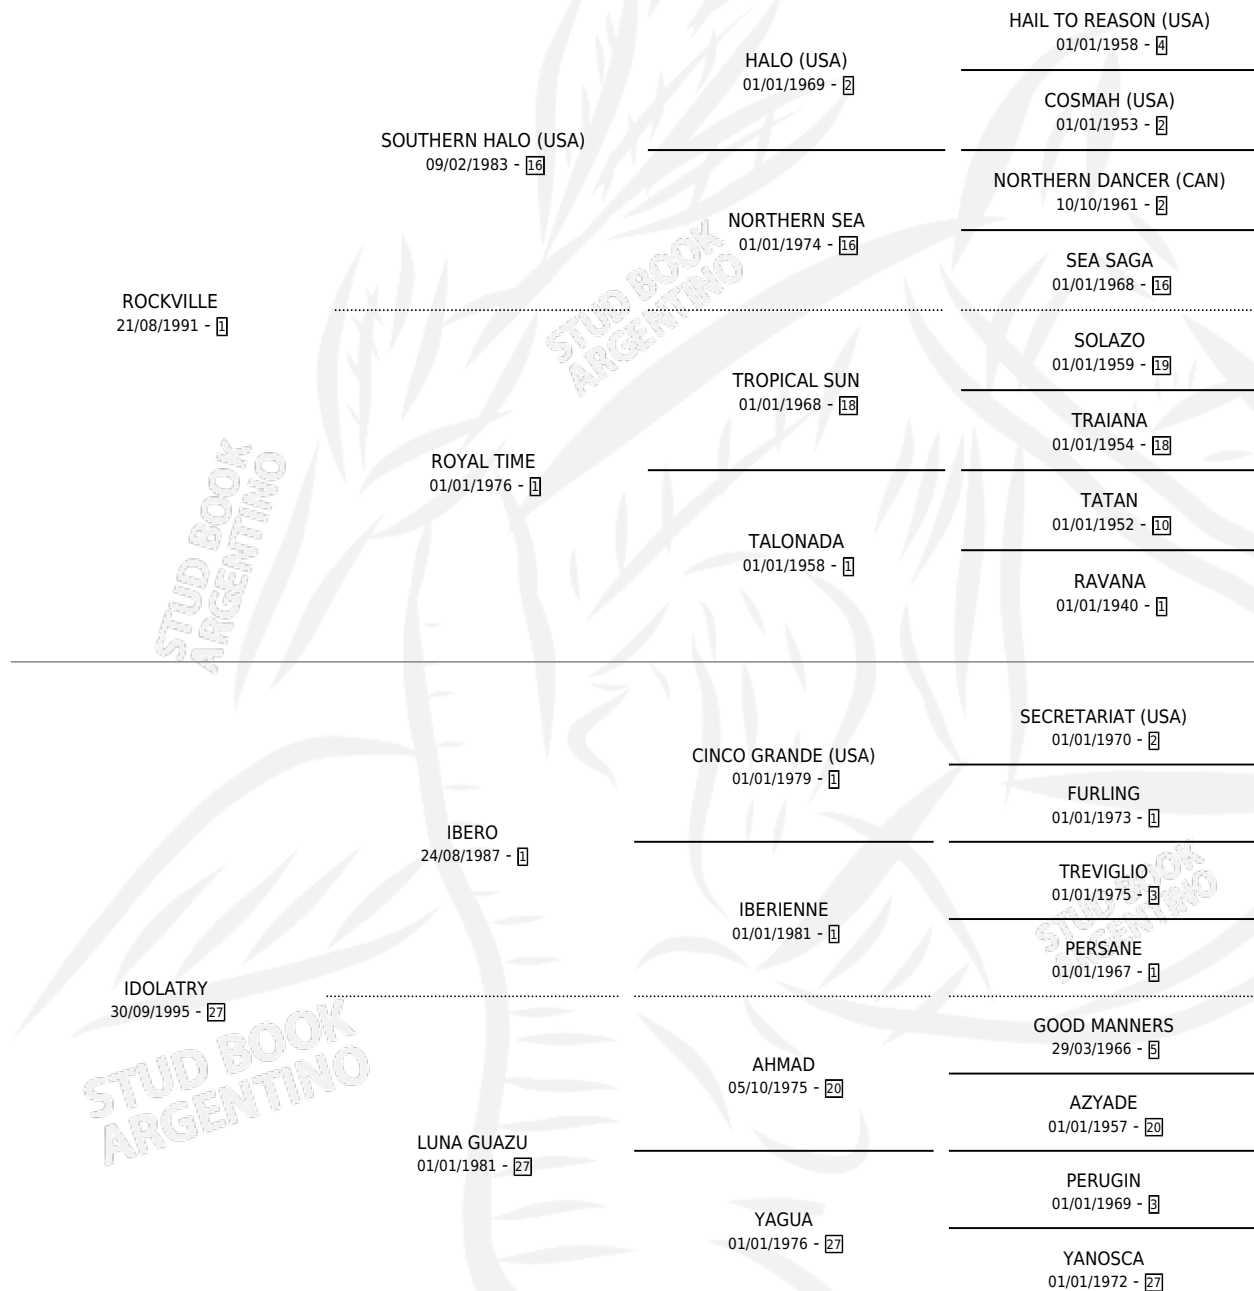 HAIL TO REASON (USA)
01/01/1958 - 4
HALO (USA)
01/01/1969 - 2
COSMAH (USA)
01/01/1953 - 2
SOUTHERN HALO (USA)
09/02/1983 - 16
NORTHERN DANCER (CAN)
10/10/1961 - 2
NORTHERN SEA
01/01/1974 - 16
SEA SAGA
01/01/1968 - 16
ROCKVILLE
21/08/1991 - 1
SOLAZO
01/01/1959 - 19
TROPICAL SUN
01/01/1968 - 18
TRAIANA
01/01/1954 - 18
ROYAL TIME
01/01/1976 - 1
TATAN
01/01/1952 - 10
TALONADA
01/01/1958 - 1
RAVANA
01/01/1940 - 1
SECRETARIAT (USA)
01/01/1970 - 2
CINCO GRANDE (USA)
01/01/1979 - 1
FURLING
01/01/1973 - 1
IBERO
24/08/1987 - 1
TREVIGLIO
01/01/1975 - 3
IBERIENNE
01/01/1981 - 1
PERSANE
01/01/1967 - 1
IDOLATRY
30/09/1995 - 27
GOOD MANNERS
29/03/1966 - 5
AHMAD
05/10/1975 - 20
AZYADE
01/01/1957 - 20
LUNA GUAZU
01/01/1981 - 27
PERUGIN
01/01/1969 - 3
YAGUA
01/01/1976 - 27
YANOSCA
01/01/1972 - 27
STUD BOOK
ARGENTINO
STUD BOOK
ARGENTINO
STUD BOOK
ARGENTINO
STUD BOOK
ARGENTINO